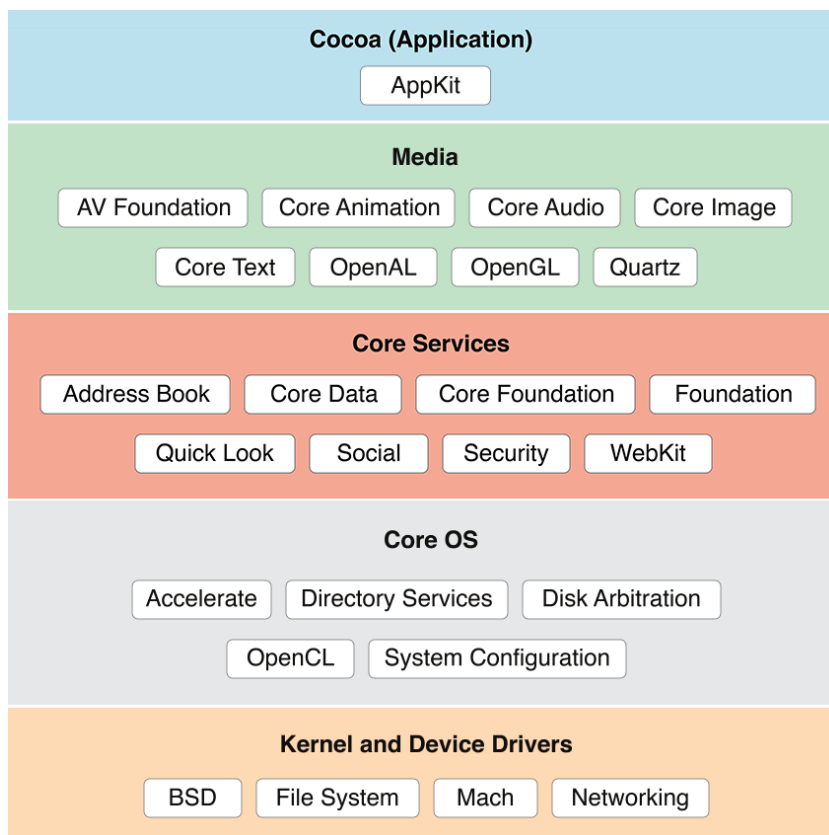 Cocoa (Application)
AppKit
Media
AV Foundation Core Animation Core Audio Core Image
Core Text OpenAL OpenGL Quartz
Core Services
Address Book Core Data Core Foundation Foundation
Quick Look Social Security WebKit
Core OS
Accelerate Directory Services Disk Arbitration
OpenCL System Configuration
Kernel and Device Drivers
BSD File System Mach Networking